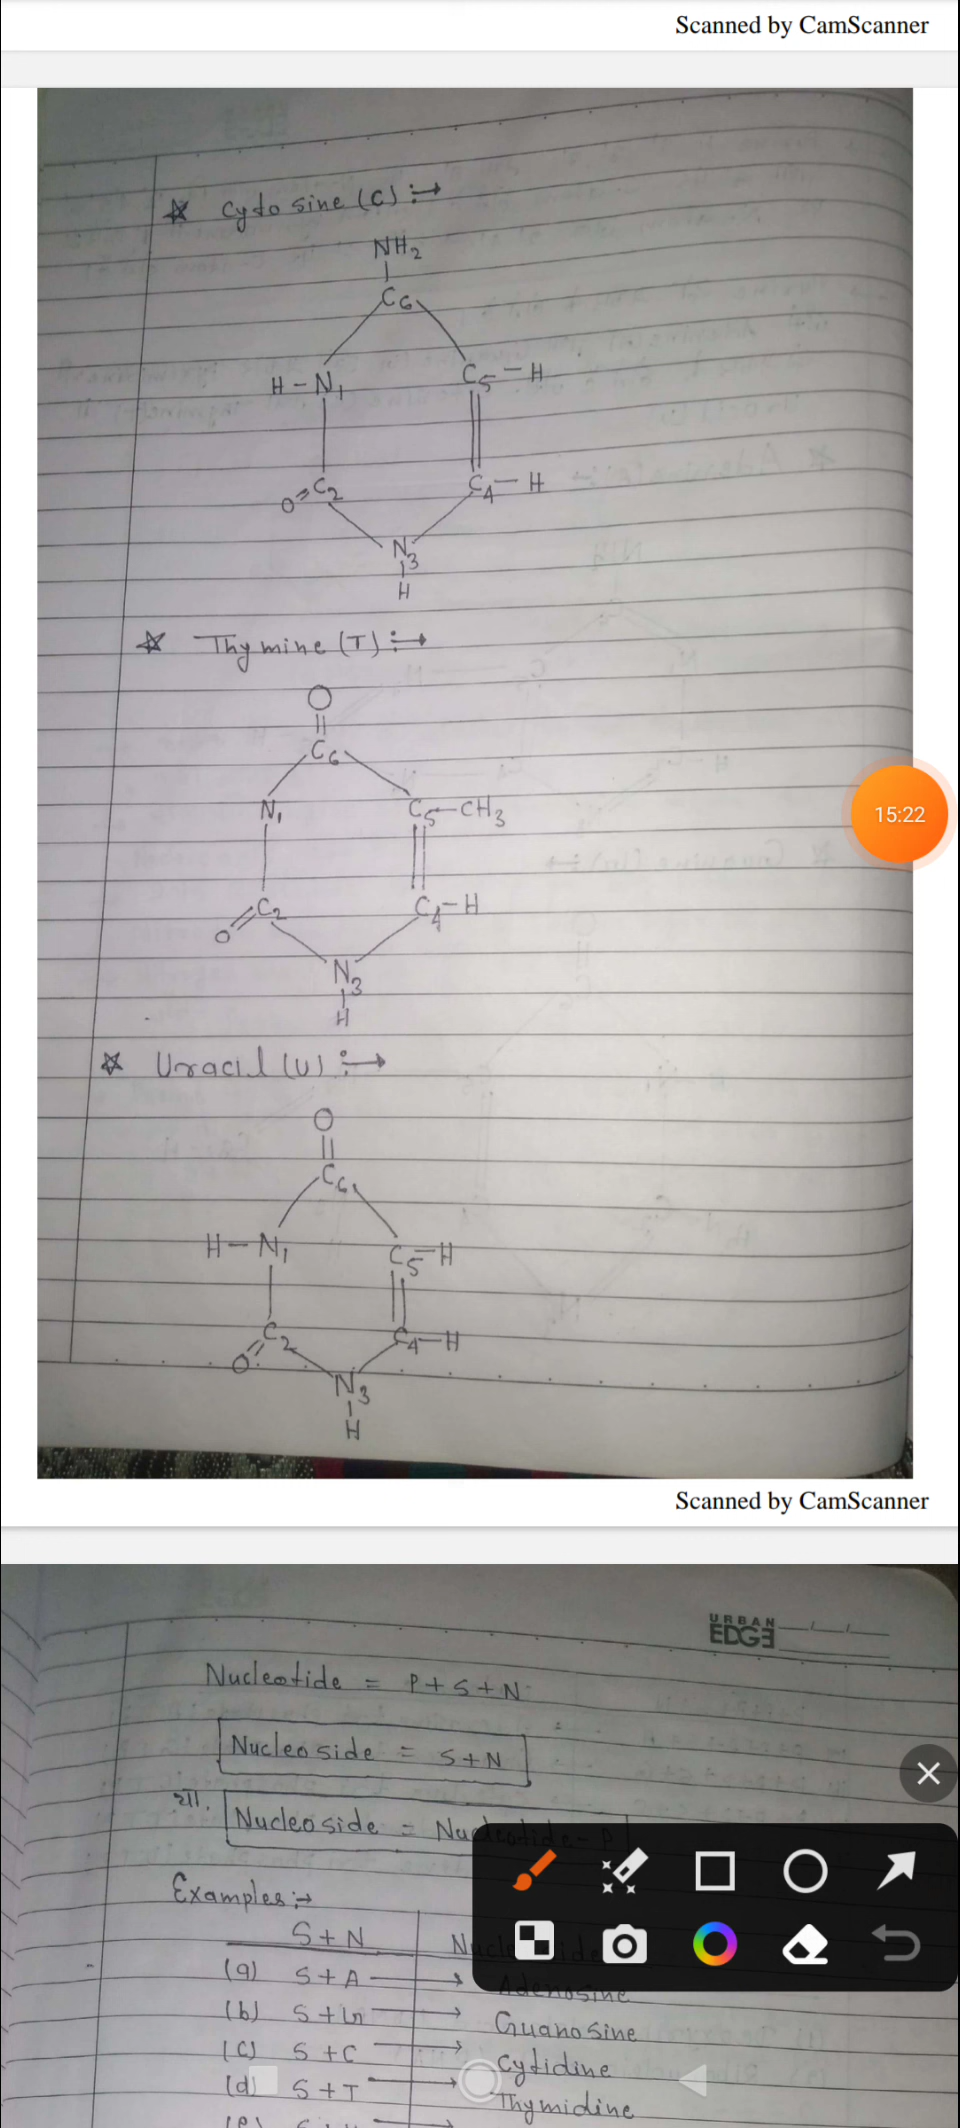 Scanned by CamScanner
☆ Cytosine (C) :→
NH2
C6
H - N1 C5 - H
O = C2 C4 - H
N3
H
☆ Thymine (T) :→
O
C6
N1 C5 - CH3
C2 C4 - H
O
N3
H
☆ Uracil (U) :→
O
C6
H - N1 C5 - H
C2 C4 - H
O
N3
H
15:22
Scanned by CamScanner
URBAN
EDGE
Nucleotide = P + S + N
Nucleoside = S + N
या. Nucleoside = Nucleotide - P
Examples :→
S + N
(a) S + A → Adenosine
(b) S + G → Guanosine
(c) S + C → Cytidine
(d) S + T → Thymidine